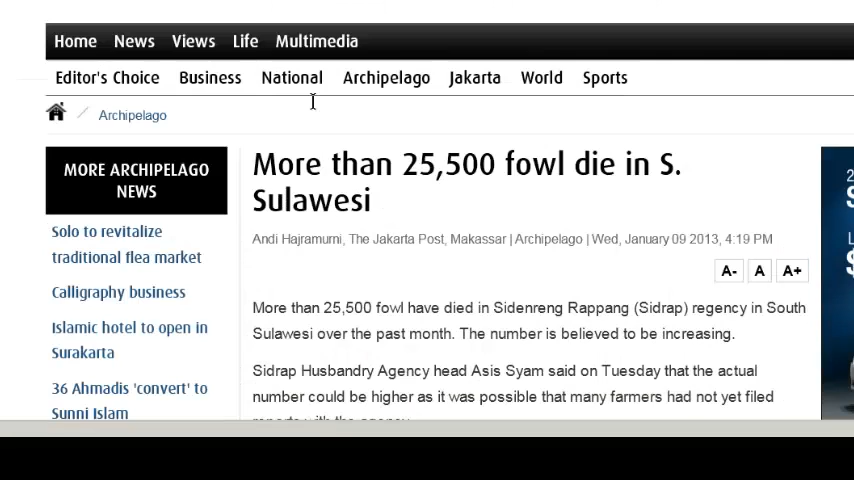 Home News Views Life Multimedia
Editor's Choice Business National Archipelago Jakarta World Sports
Archipelago
MORE ARCHIPELAGO
NEWS
Solo to revitalize
traditional flea market
Calligraphy business
Islamic hotel to open in
Surakarta
36 Ahmadis 'convert' to
Sunni Islam
More than 25,500 fowl die in S.
Sulawesi
Andi Hajramurni, The Jakarta Post, Makassar | Archipelago | Wed, January 09 2013, 4:19 PM
A- A A+
More than 25,500 fowl have died in Sidenreng Rappang (Sidrap) regency in South
Sulawesi over the past month. The number is believed to be increasing.
Sidrap Husbandry Agency head Asis Syam said on Tuesday that the actual
number could be higher as it was possible that many farmers had not yet filed
reports with the agency.